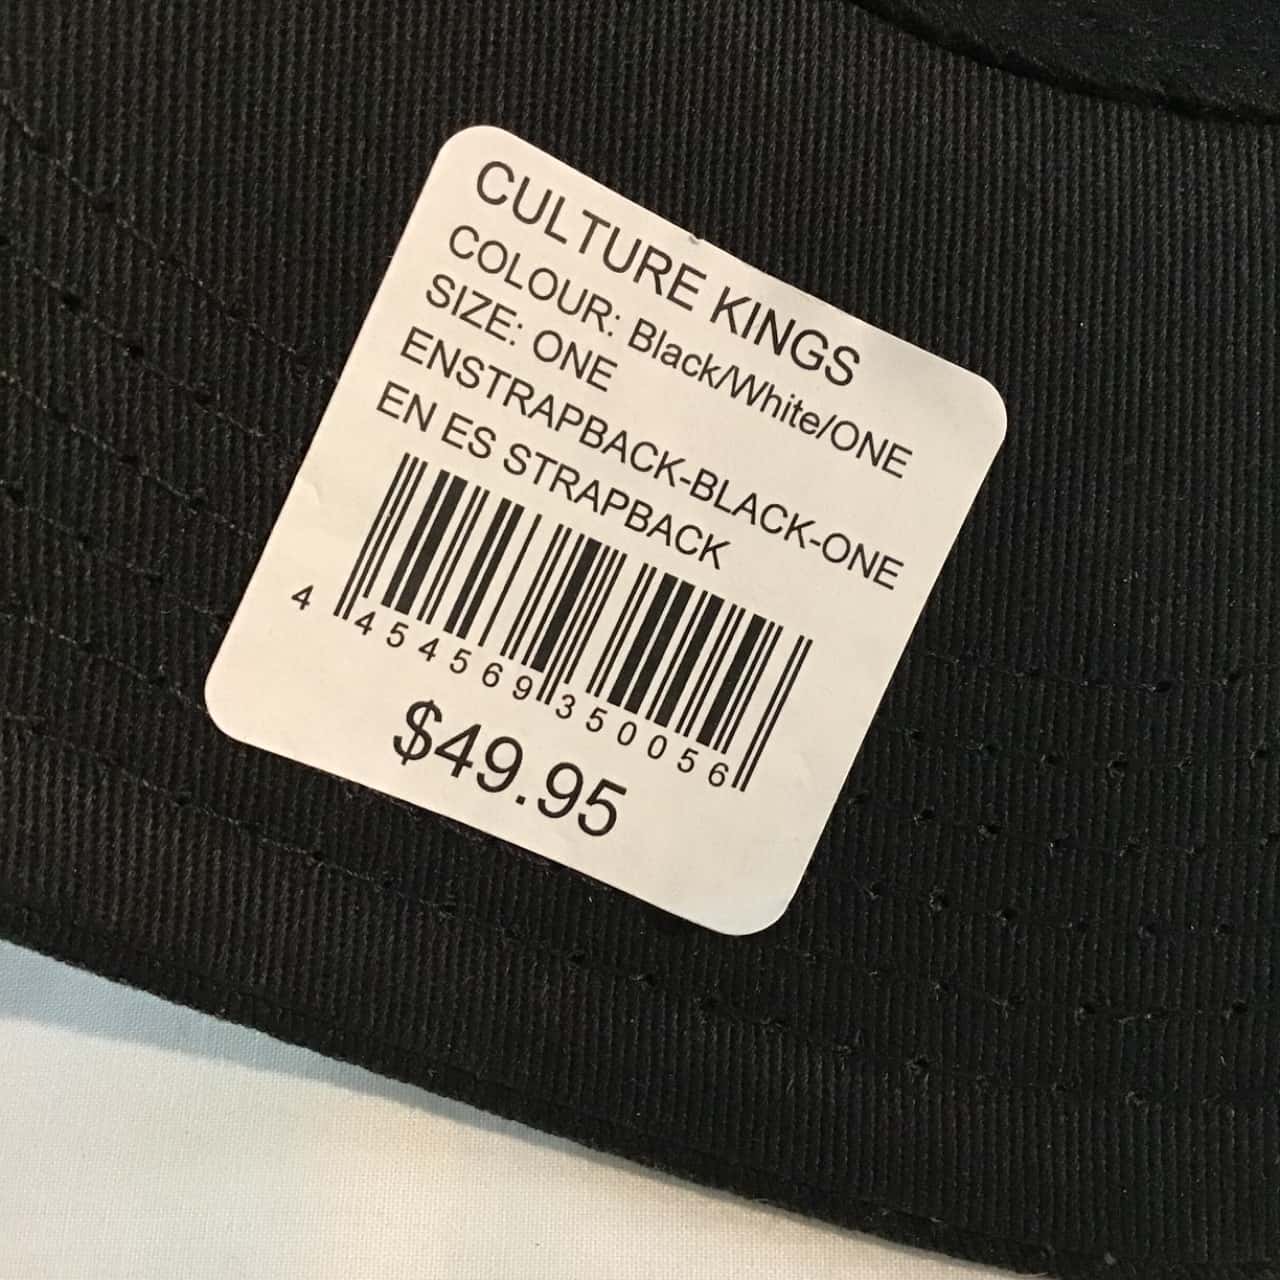 CULTURE KINGS
COLOUR: Black/White/ONE
SIZE: ONE
ENSTRAPBACK-BLACK-ONE
EN ES STRAPBACK
4 454569 350056
$49.95